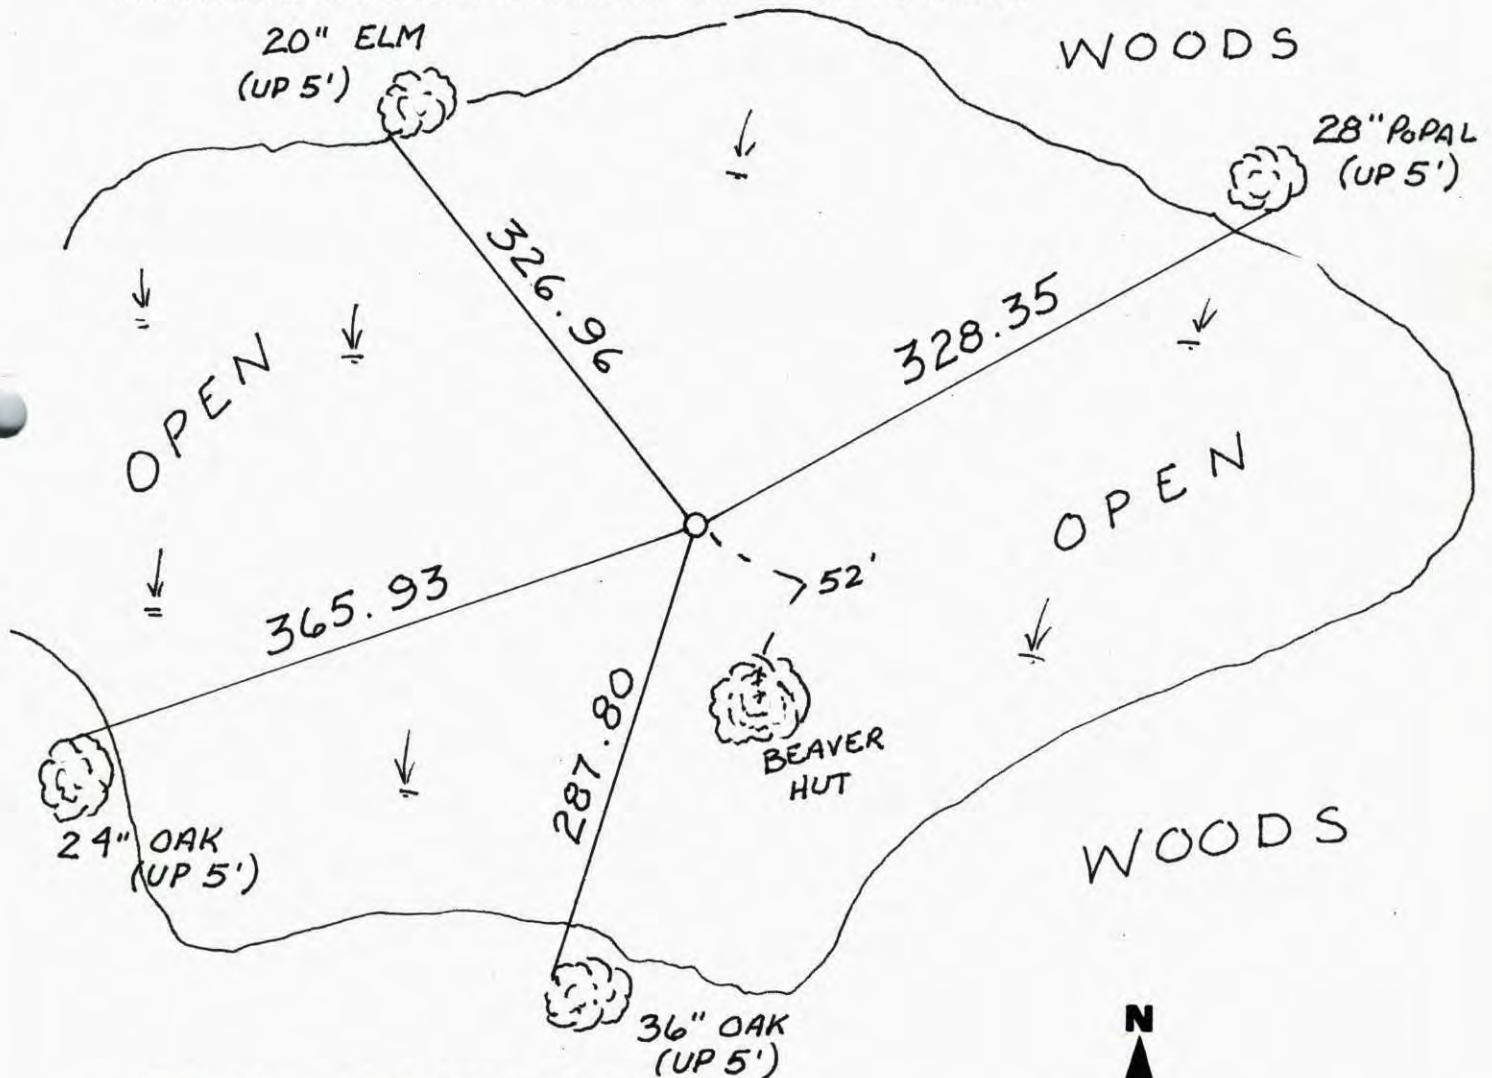 20" ELM
(UP 5')
WOODS
28" POPAL
(UP 5')
326.96
328.35
OPEN
OPEN
52'
365.93
287.80
BEAVER
HUT
24" OAK
(UP 5')
WOODS
36" OAK
(UP 5')
N